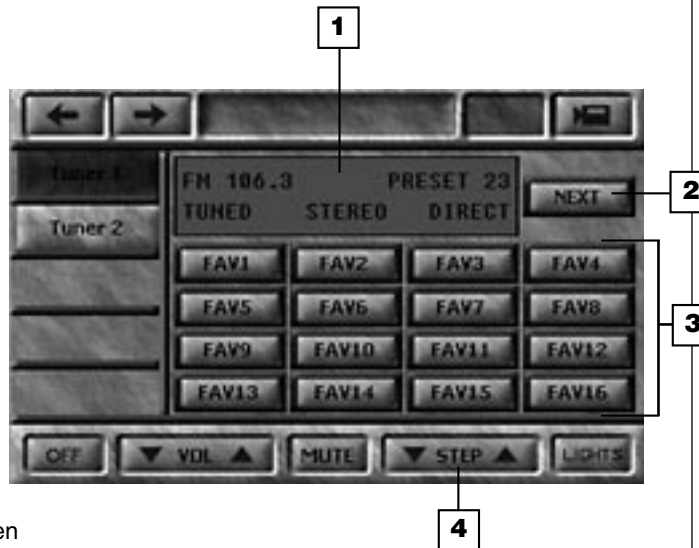 1
Tuner 1
FM 106.3 PRESET 23
TUNED STEREO DIRECT
NEXT
2
Tuner 2
FAV1 FAV2 FAV3 FAV4
FAV5 FAV6 FAV7 FAV8
3
FAV9 FAV10 FAV11 FAV12
FAV13 FAV14 FAV15 FAV16
OFF VOL MUTE STEP LIGHTS
4
en